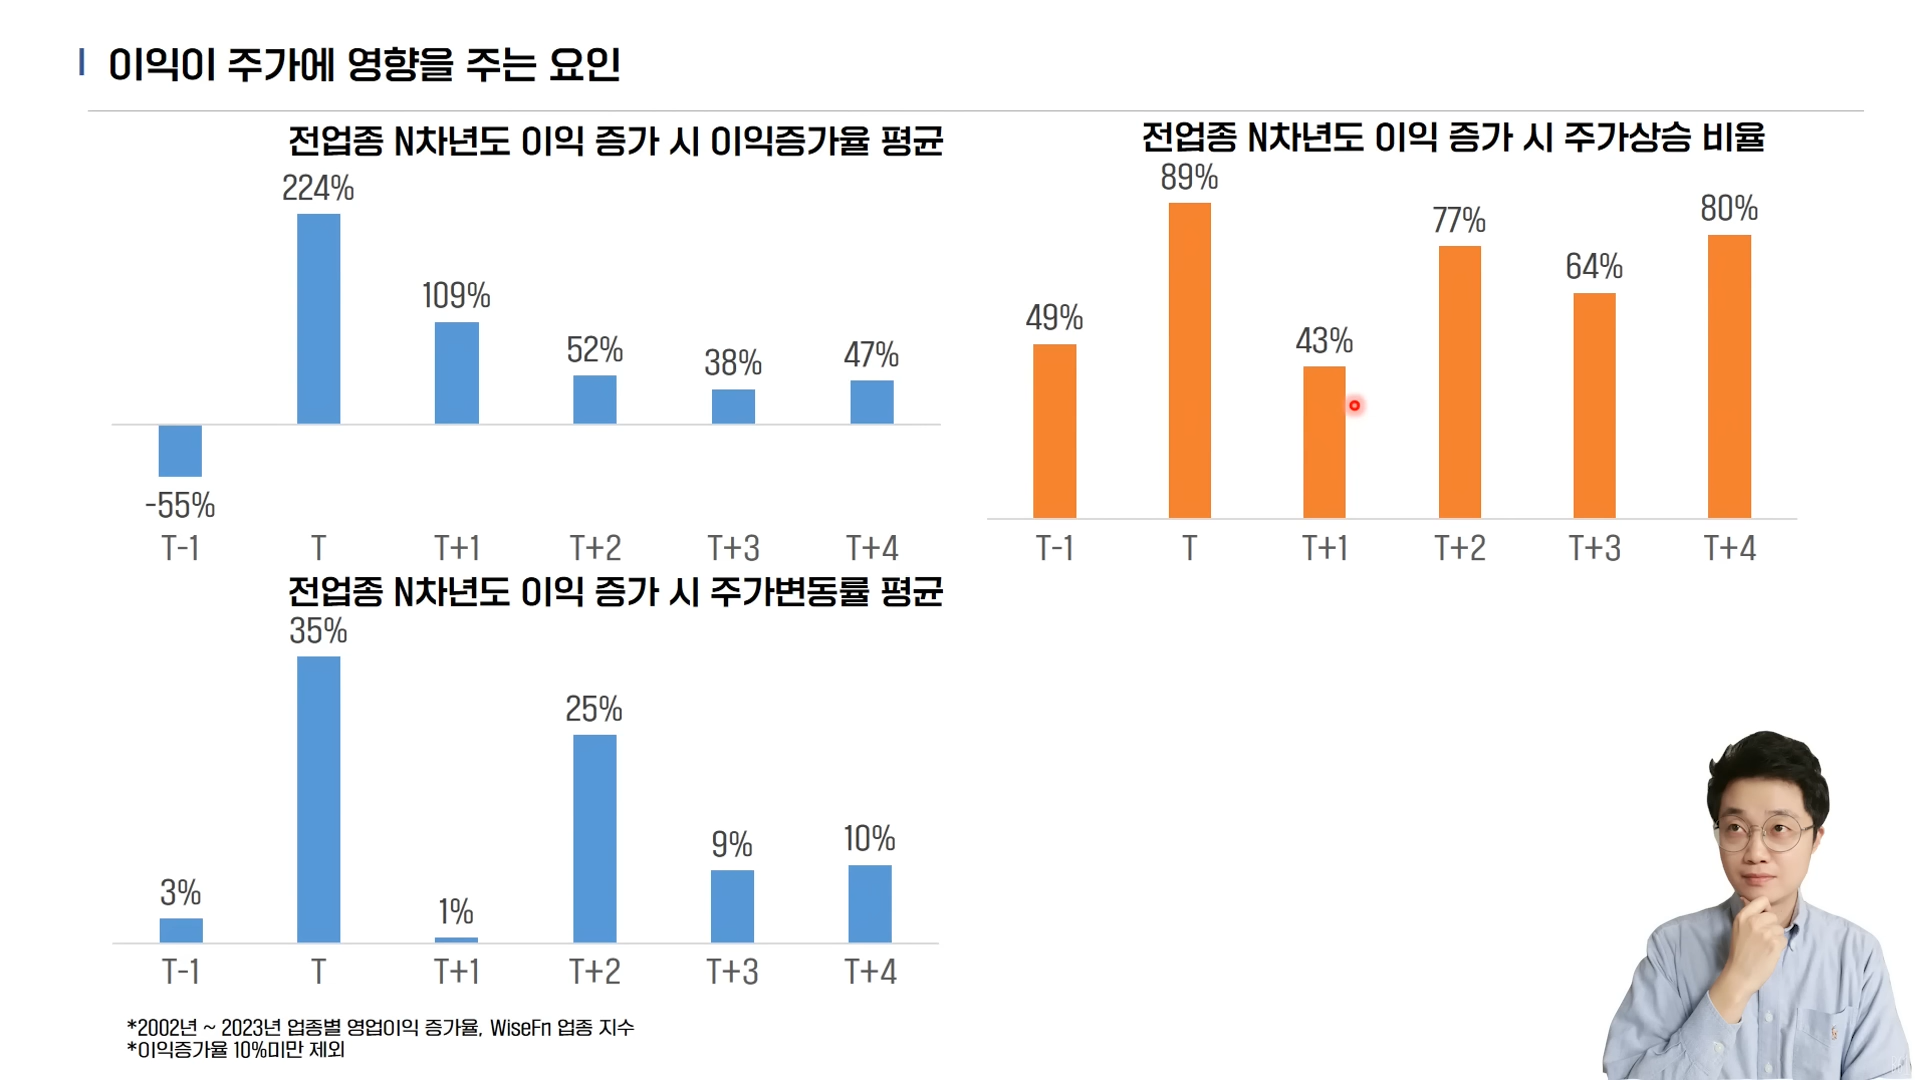 이익이 주가에 영향을 주는 요인
전업종 N차년도 이익 증가 시 이익증가율 평균
224%
109%
52%
38%
47%
-55%
T-1 T T+1 T+2 T+3 T+4
전업종 N차년도 이익 증가 시 주가상승 비율
89%
49%
43%
77%
64%
80%
T-1 T T+1 T+2 T+3 T+4
전업종 N차년도 이익 증가 시 주가변동률 평균
35%
3%
1%
25%
9%
10%
T-1 T T+1 T+2 T+3 T+4
*2002년 ~ 2023년 업종별 영업이익 증가율, WiseFn 업종 지수
*이익증가율 10%미만 제외